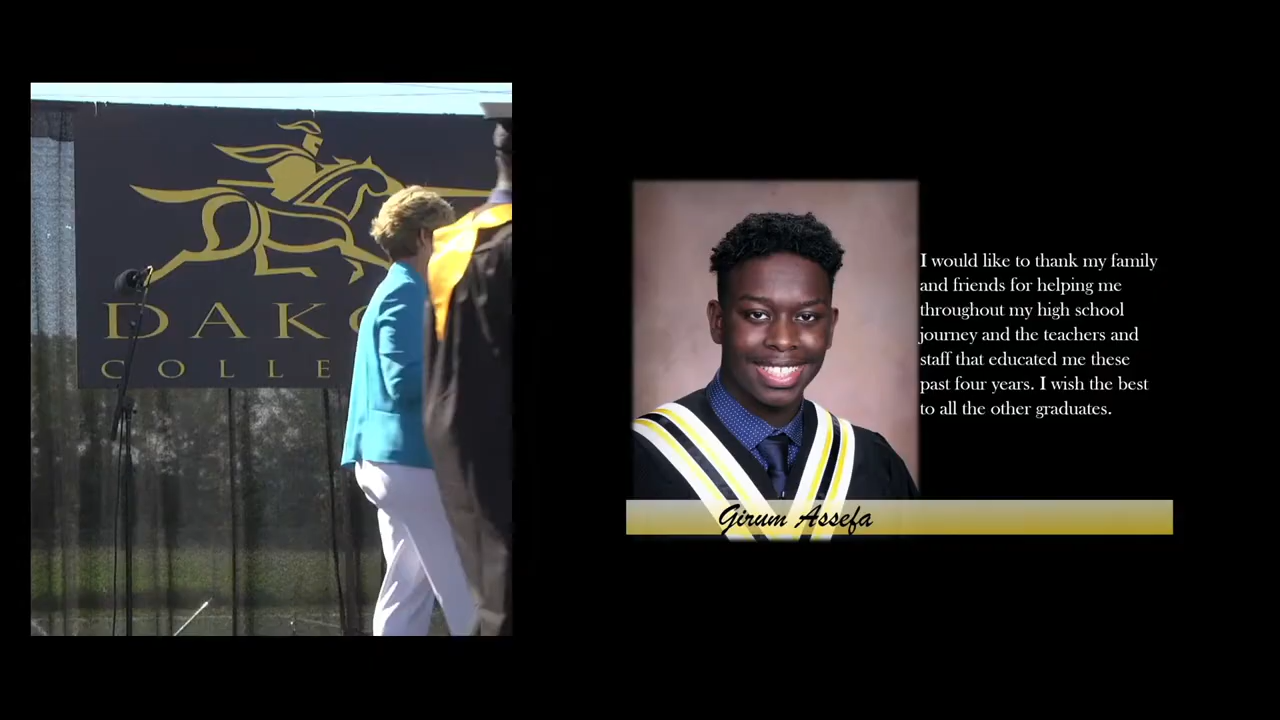 DAK
COLLE
I would like to thank my family
and friends for helping me
throughout my high school
journey and the teachers and
staff that educated me these
past four years. I wish the best
to all the other graduates.
Girum Assefa